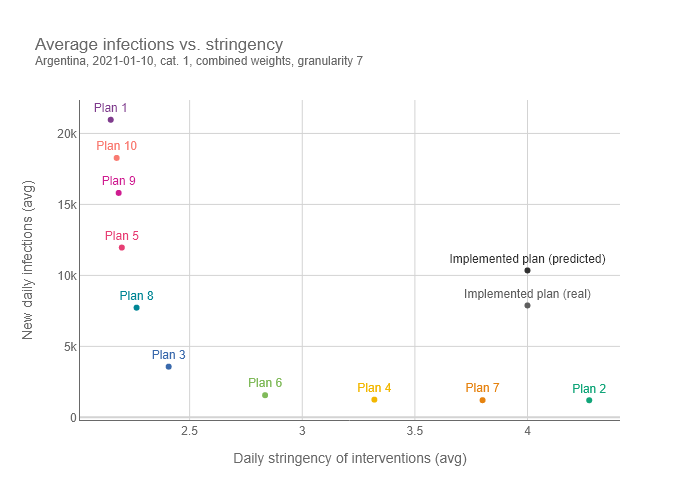 Average infections vs. stringency
Argentina, 2021-01-10, cat. 1, combined weights, granularity 7
New daily infections (avg)
20k
15k
10k
5k
0
Plan 1
Plan 10
Plan 9
Plan 5
Implemented plan (predicted)
Plan 8
Implemented plan (real)
Plan 3
Plan 6
Plan 4
Plan 7
Plan 2
2.5
3
3.5
4
Daily stringency of interventions (avg)